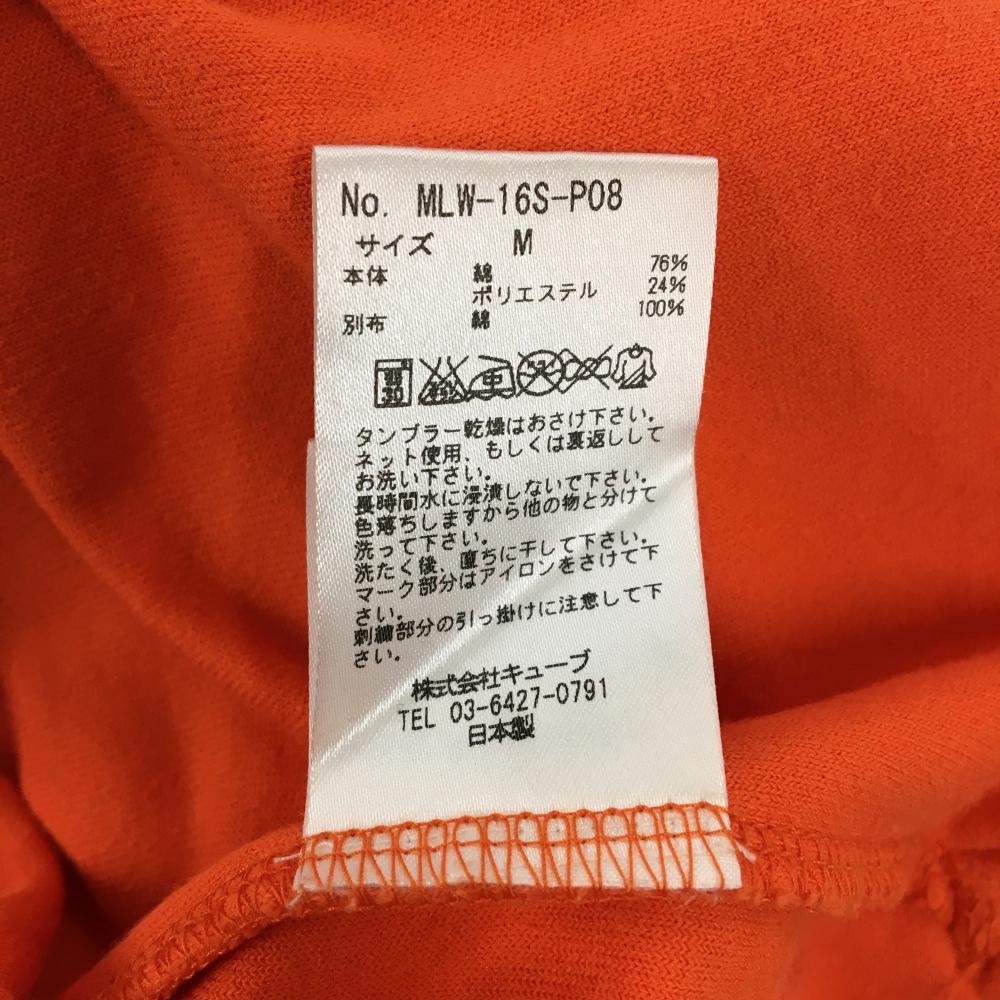 No. MLW-16S-P08
サイズ M
本体 綿 76%
ポリエステル 24%
別布 綿 100%
タンブラー乾燥はおさけ下さい。
ネット使用、もしくは裏返しして
お洗い下さい。
長時間水に浸漬しないで下さい。
色落ちしますから他の物と分けて
洗って下さい。
洗たく後、直ちに干して下さい。
マーク部分はアイロンをさけて下
さい。
刺繍部分の引っ掛けに注意して下
さい。
株式会社キューブ
TEL 03-6427-0791
日本製